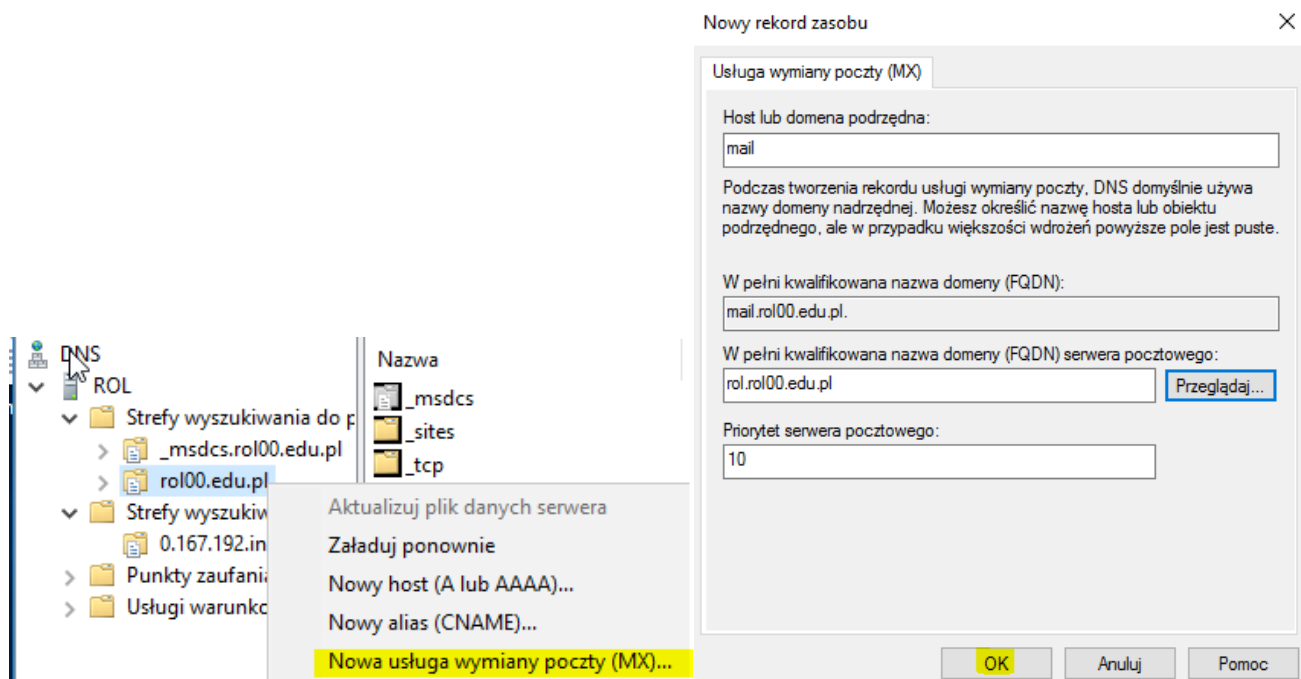 DNS
ROL
Strefy wyszukiwania do p
_msdcs.rol00.edu.pl
rol00.edu.pl
Strefy wyszukiw
0.167.192.in
Punkty zaufania
Usługi warunko
Nazwa
_msdcs
_sites
_tcp
Aktualizuj plik danych serwera
Załaduj ponownie
Nowy host (A lub AAAA)...
Nowy alias (CNAME)...
Nowa usługa wymiany poczty (MX)...
Nowy rekord zasobu
Usługa wymiany poczty (MX)
Host lub domena podrzędna:
mail
Podczas tworzenia rekordu usługi wymiany poczty, DNS domyślnie używa
nazwy domeny nadrzędnej. Możesz określić nazwę hosta lub obiektu
podrzędnego, ale w przypadku większości wdrożeń powyższe pole jest puste.
W pełni kwalifikowana nazwa domeny (FQDN):
mail.rol00.edu.pl.
W pełni kwalifikowana nazwa domeny (FQDN) serwera pocztowego:
rol.rol00.edu.pl
Przeglądaj...
Priorytet serwera pocztowego:
10
OK
Anuluj
Pomoc